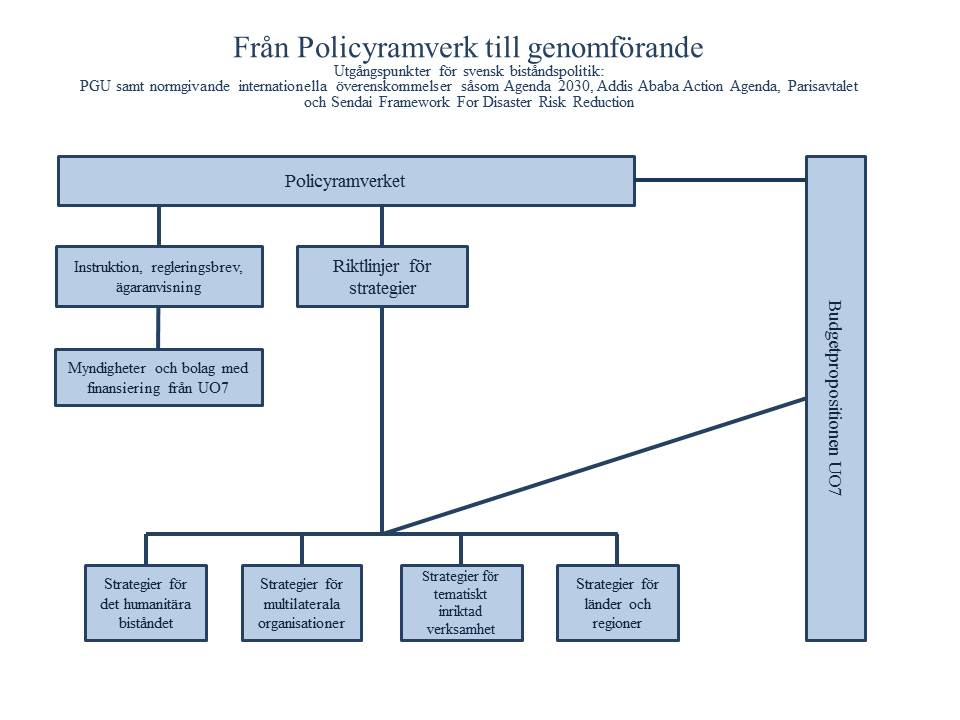 Från Policyramverk till genomförande
Utgångspunkter för svensk biståndspolitik:
PGU samt normgivande internationella överenskommelser såsom Agenda 2030, Addis Ababa Action Agenda, Parisavtalet
och Sendai Framework For Disaster Risk Reduction
Policyramverket
Instruktion, regleringsbrev,
ägaranvisning
Riktlinjer för
strategier
Myndigheter och bolag med
finansiering från UO7
Budgetpropositionen UO7
Strategier för
det humanitära
biståndet
Strategier för
multilaterala
organisationer
Strategier för
tematiskt
inriktad
verksamhet
Strategier för
länder och
regioner